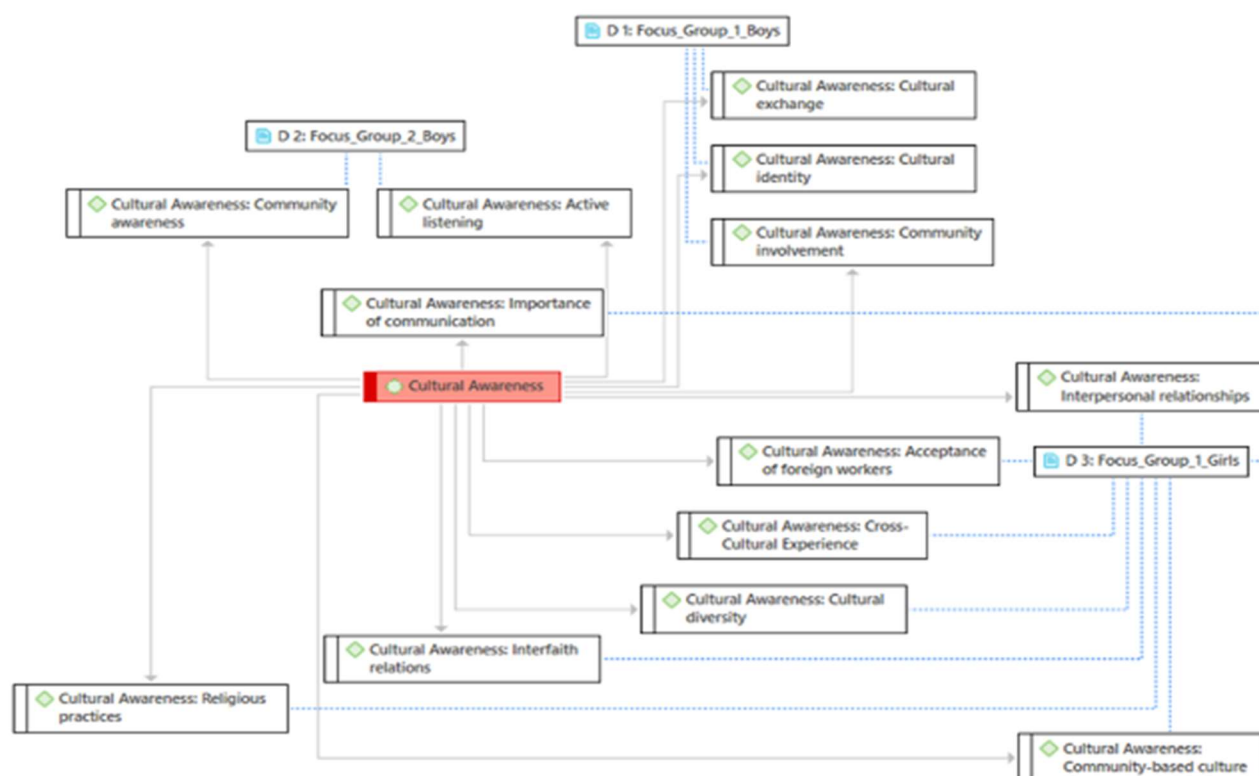 D 1: Focus_Group_1_Boys
Cultural Awareness: Cultural
exchange
D 2: Focus_Group_2_Boys
Cultural Awareness: Cultural
identity
Cultural Awareness: Community
awareness
Cultural Awareness: Active
listening
Cultural Awareness: Community
involvement
Cultural Awareness: Importance
of communication
Cultural Awareness
Cultural Awareness:
Interpersonal relationships
Cultural Awareness: Acceptance
of foreign workers
D 3: Focus_Group_1_Girls
Cultural Awareness: Cross-
Cultural Experience
Cultural Awareness: Cultural
diversity
Cultural Awareness: Interfaith
relations
Cultural Awareness: Religious
practices
Cultural Awareness:
Community-based culture